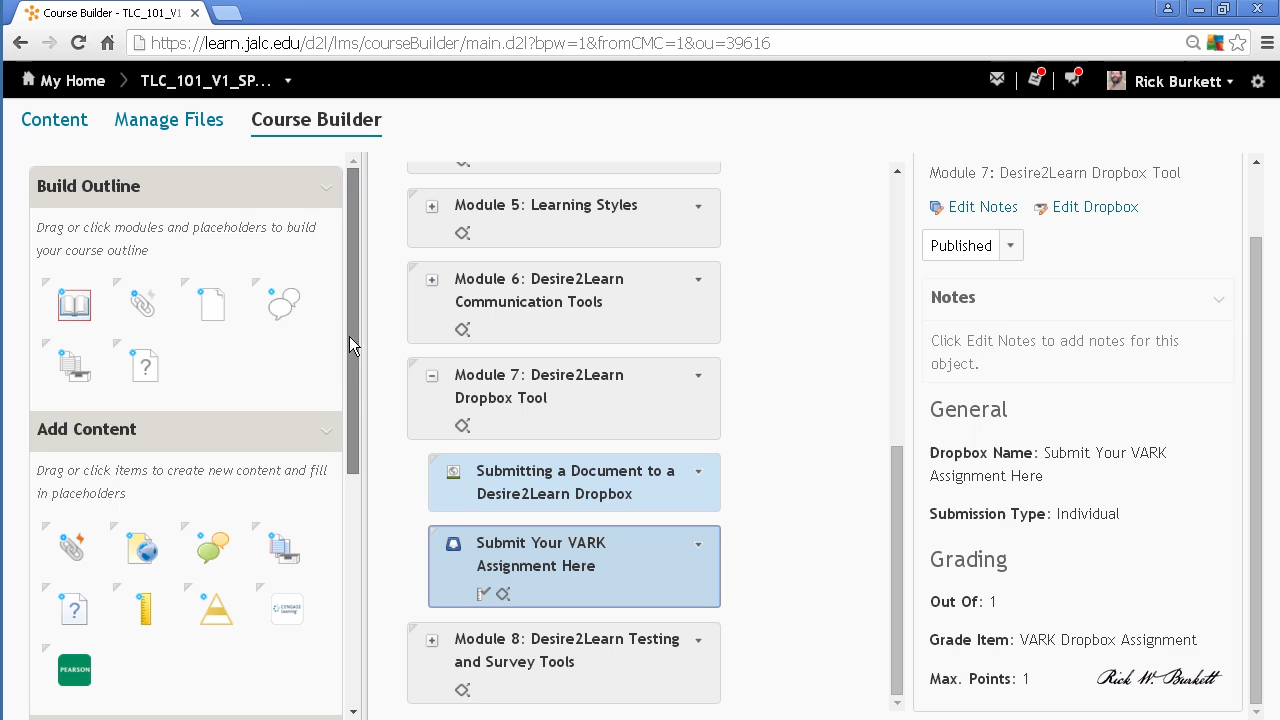 Course Builder - TLC_101_V1
https://learn.jalc.edu/d2l/lms/courseBuilder/main.d2l?bpw=1&fromCMC=1&ou=39616
My Home
TLC_101_V1_SP...
Rick Burkett
Content
Manage Files
Course Builder
Build Outline
Drag or click modules and placeholders to build
your course outline
?
Add Content
Drag or click items to create new content and fill
in placeholders
?
CENGAGE
Learning
PEARSON
Module 5: Learning Styles
Module 6: Desire2Learn
Communication Tools
Module 7: Desire2Learn
Dropbox Tool
Submitting a Document to a
Desire2Learn Dropbox
Submit Your VARK
Assignment Here
Module 8: Desire2Learn Testing
and Survey Tools
Module 7: Desire2Learn Dropbox Tool
Edit Notes
Edit Dropbox
Published
Notes
Click Edit Notes to add notes for this
object.
General
Dropbox Name: Submit Your VARK
Assignment Here
Submission Type: Individual
Grading
Out Of: 1
Grade Item: VARK Dropbox Assignment
Max. Points: 1
Rick W. Burkett